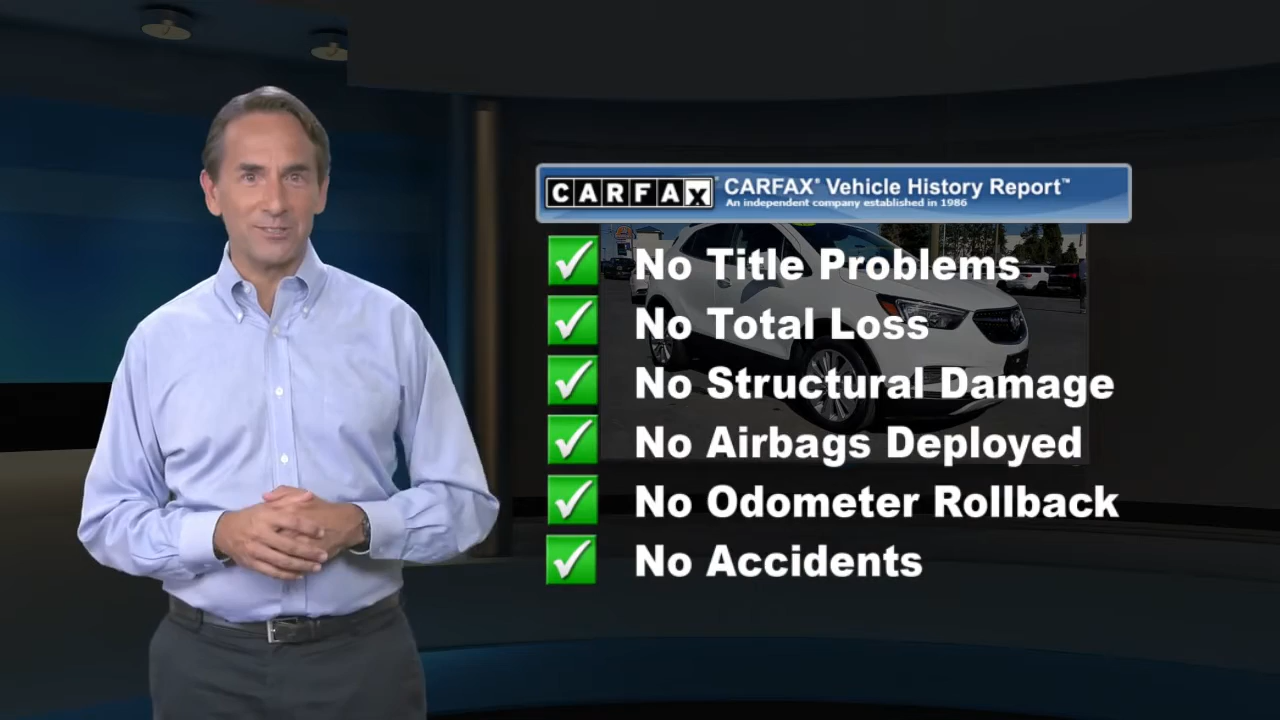 CARFAX
CARFAX® Vehicle History Report™
An independent company established in 1986
No Title Problems
No Total Loss
No Structural Damage
No Airbags Deployed
No Odometer Rollback
No Accidents